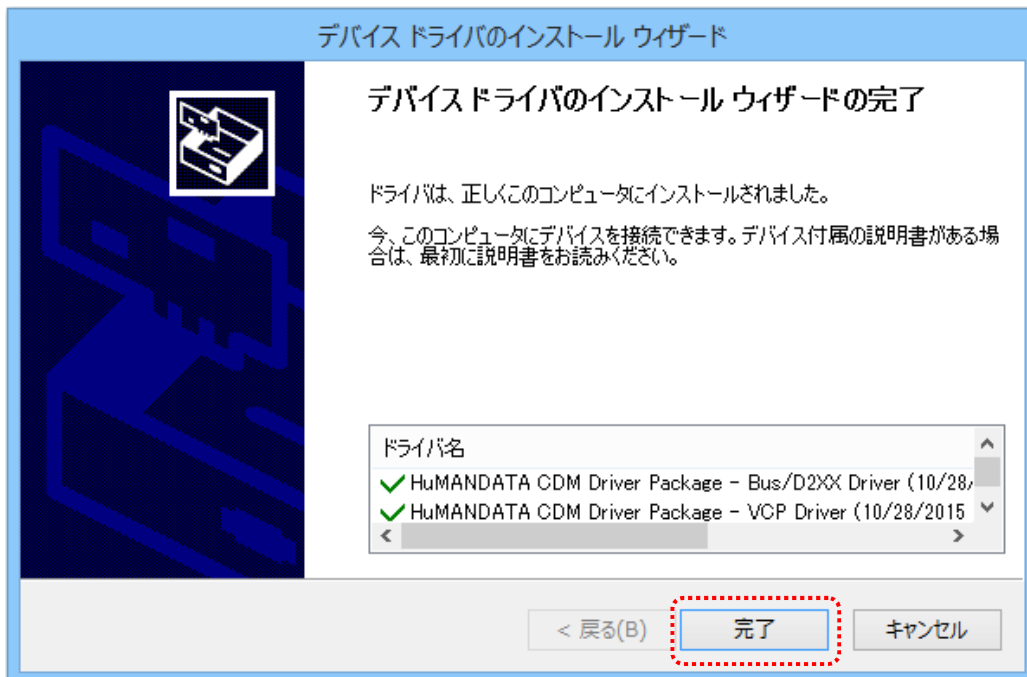 デバイス ドライバのインストール ウィザード
デバイス ドライバのインストール ウィザードの完了
ドライバは、正しくこのコンピュータにインストールされました。
今、このコンピュータにデバイスを接続できます。デバイス付属の説明書がある場
合は、最初に説明書をお読みください。
ドライバ名
HuMANDATA CDM Driver Package - Bus/D2XX Driver (10/28/
HuMANDATA CDM Driver Package - VCP Driver (10/28/2015
< 戻る(B) 完了 キャンセル